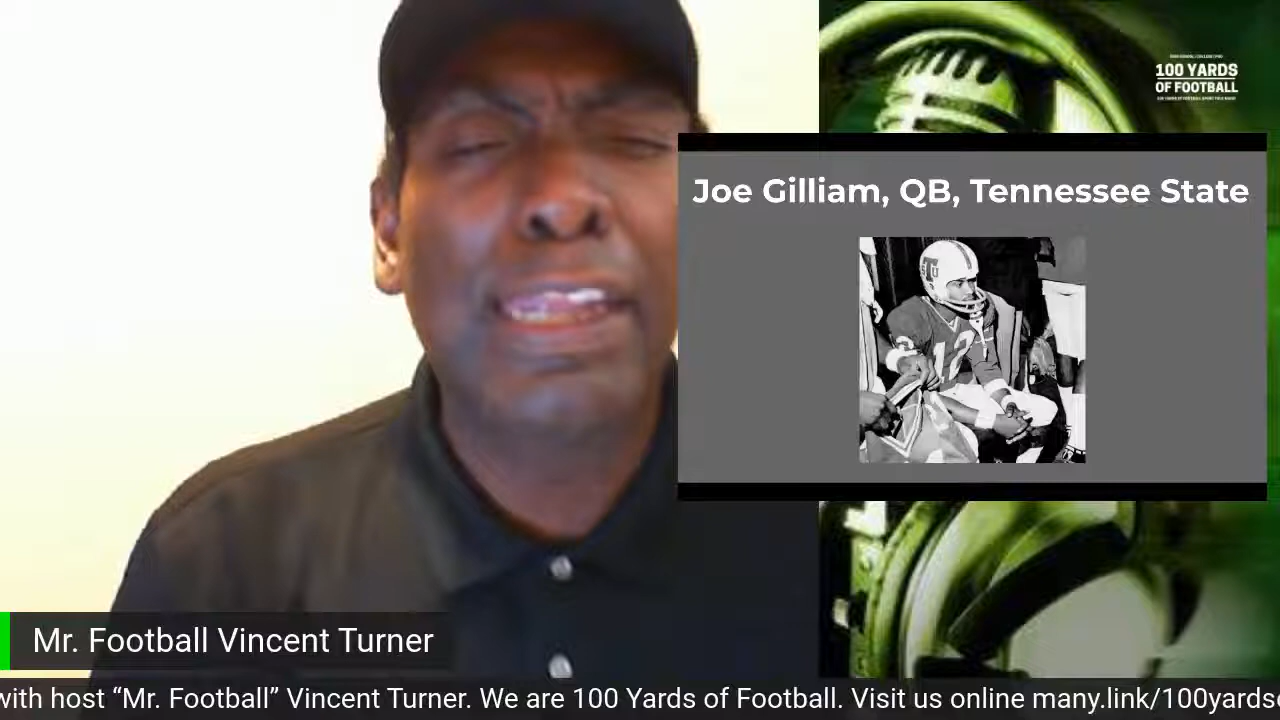 100 YARDS
OF FOOTBALL
Joe Gilliam, QB, Tennessee State
T
S U
12
Mr. Football Vincent Turner
with host “Mr. Football” Vincent Turner. We are 100 Yards of Football. Visit us online many.link/100yards